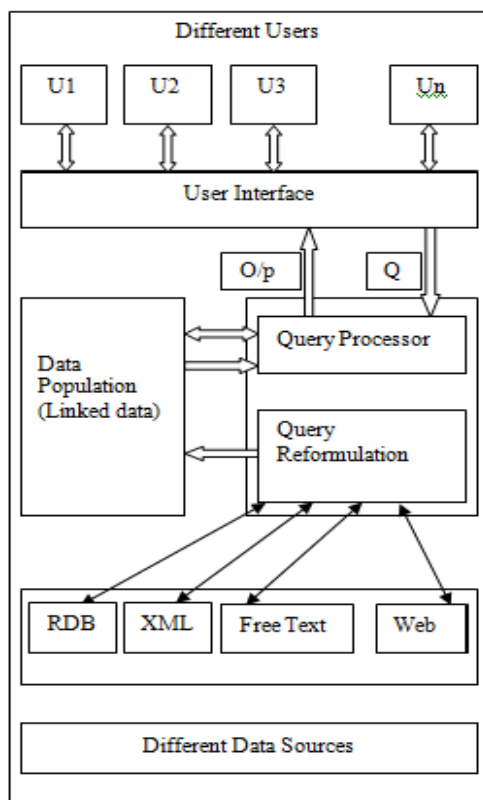 Different Users
U1 U2 U3 Un
User Interface
O/p Q
Query Processor
Data
Population
(Linked data)
Query
Reformulation
RDB XML Free Text Web
Different Data Sources